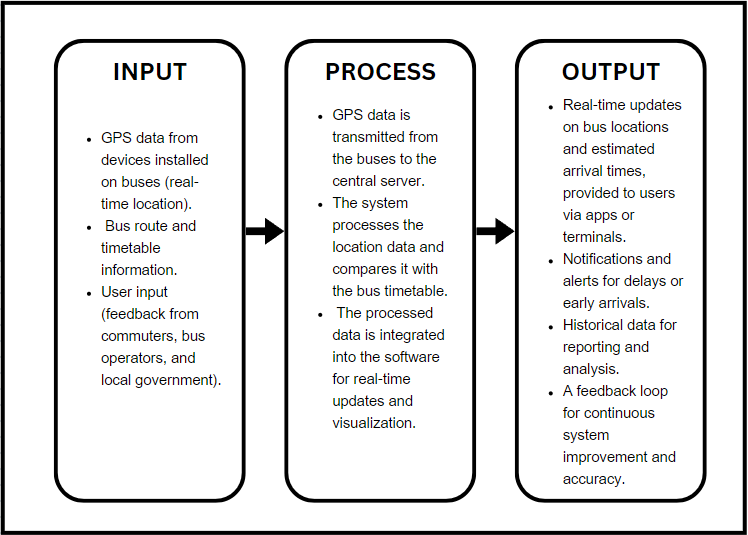 INPUT
• GPS data from
devices installed
on buses (real-
time location).
• Bus route and
timetable
information.
• User input
(feedback from
commuters, bus
operators, and
local government).
PROCESS
• GPS data is
transmitted from
the buses to the
central server.
• The system
processes the
location data and
compares it with
the bus timetable.
• The processed
data is integrated
into the software
for real-time
updates and
visualization.
OUTPUT
• Real-time updates
on bus locations
and estimated
arrival times,
provided to users
via apps or
terminals.
• Notifications and
alerts for delays or
early arrivals.
• Historical data for
reporting and
analysis.
• A feedback loop
for continuous
system
improvement and
accuracy.